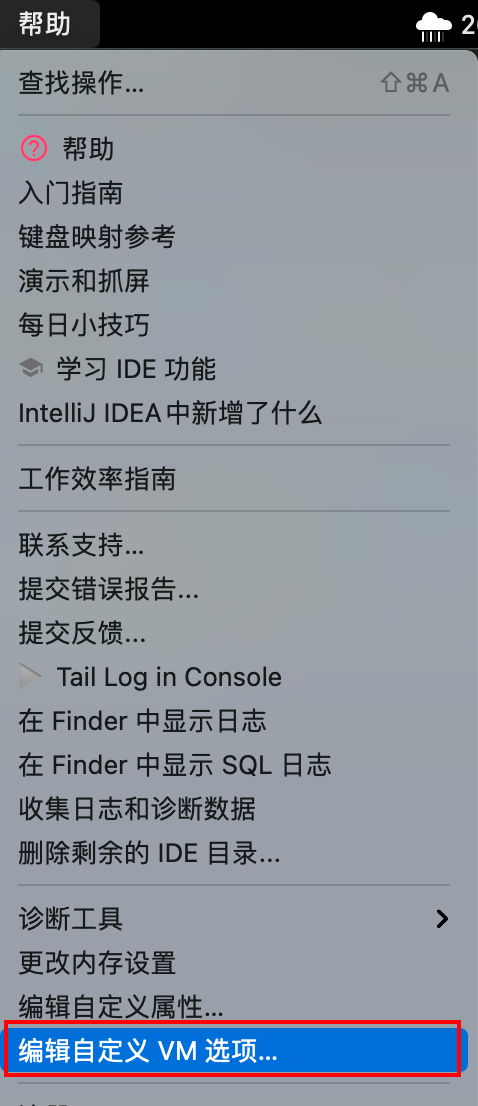 帮助
2
查找操作... ⇧⌘A
帮助
入门指南
键盘映射参考
演示和抓屏
每日小技巧
学习 IDE 功能
IntelliJ IDEA 中新增了什么
工作效率指南
联系支持...
提交错误报告...
提交反馈...
Tail Log in Console
在 Finder 中显示日志
在 Finder 中显示 SQL 日志
收集日志和诊断数据
删除剩余的 IDE 目录...
诊断工具
更改内存设置
编辑自定义属性...
编辑自定义 VM 选项...